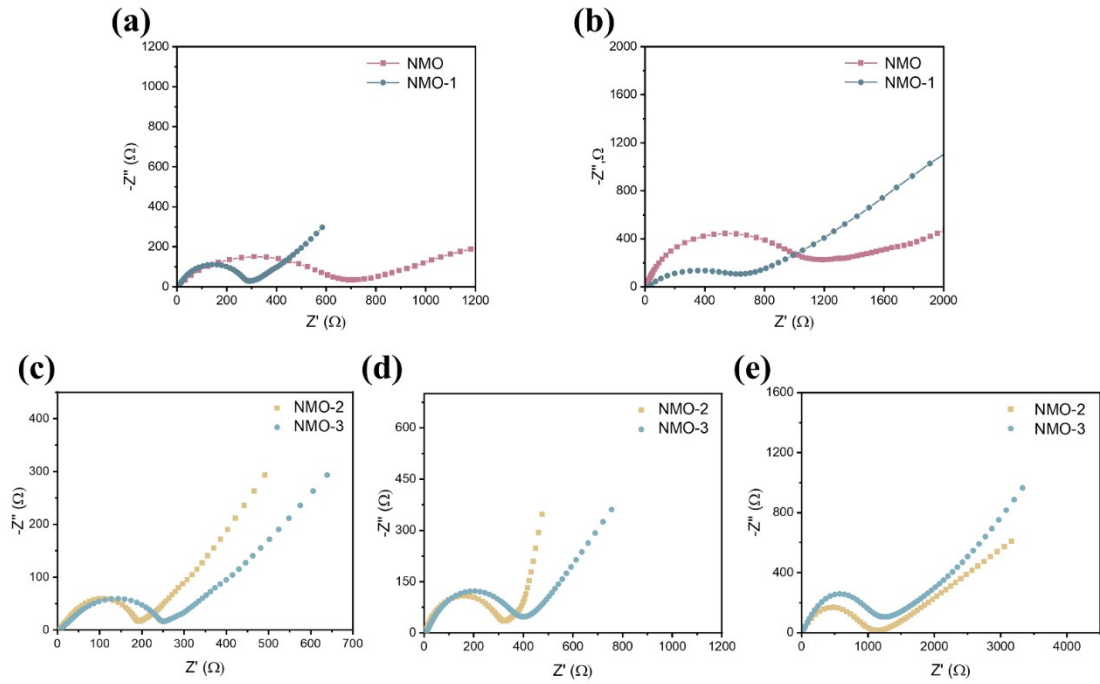 (a)
1200
1000
800
600
400
200
0
-Z" (Ω)
NMO
NMO-1
0 200 400 600 800 1000 1200
Z' (Ω)
(b)
2000
1600
1200
800
400
0
-Z",Ω
NMO
NMO-1
0 400 800 1200 1600 2000
Z' (Ω)
(c)
400
300
200
100
0
-Z" (Ω)
NMO-2
NMO-3
0 100 200 300 400 500 600 700
Z' (Ω)
(d)
600
450
300
150
0
-Z" (Ω)
NMO-2
NMO-3
0 200 400 600 800 1000 1200
Z' (Ω)
(e)
1600
1200
800
400
0
-Z" (Ω)
NMO-2
NMO-3
0 1000 2000 3000 4000
Z' (Ω)